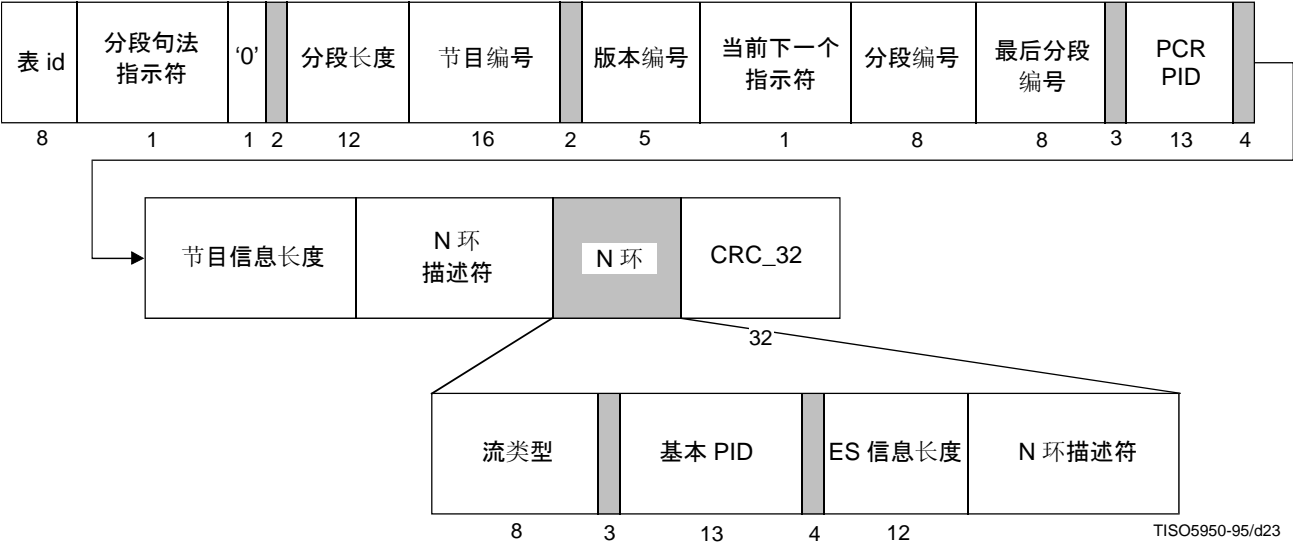 表 id
分段句法
指示符
‘0’
分段长度
节目编号
版本编号
当前下一个
指示符
分段编号
最后分段
编号
PCR
PID
8 1 1 2 12 16 2 5 1 8 8 3 13 4
节目信息长度
N 环
描述符
N 环
CRC_32
32
流类型
基本 PID
ES 信息长度
N 环描述符
8 3 13 4 12
TISO5950-95/d23